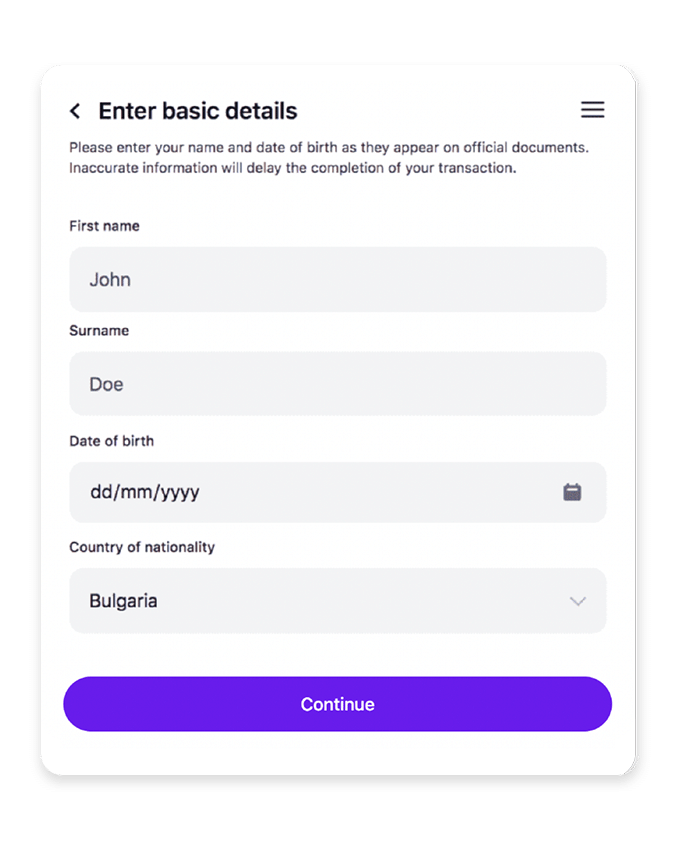 Enter basic details
Please enter your name and date of birth as they appear on official documents.
Inaccurate information will delay the completion of your transaction.
First name
John
Surname
Doe
Date of birth
dd/mm/yyyy
Country of nationality
Bulgaria
Continue